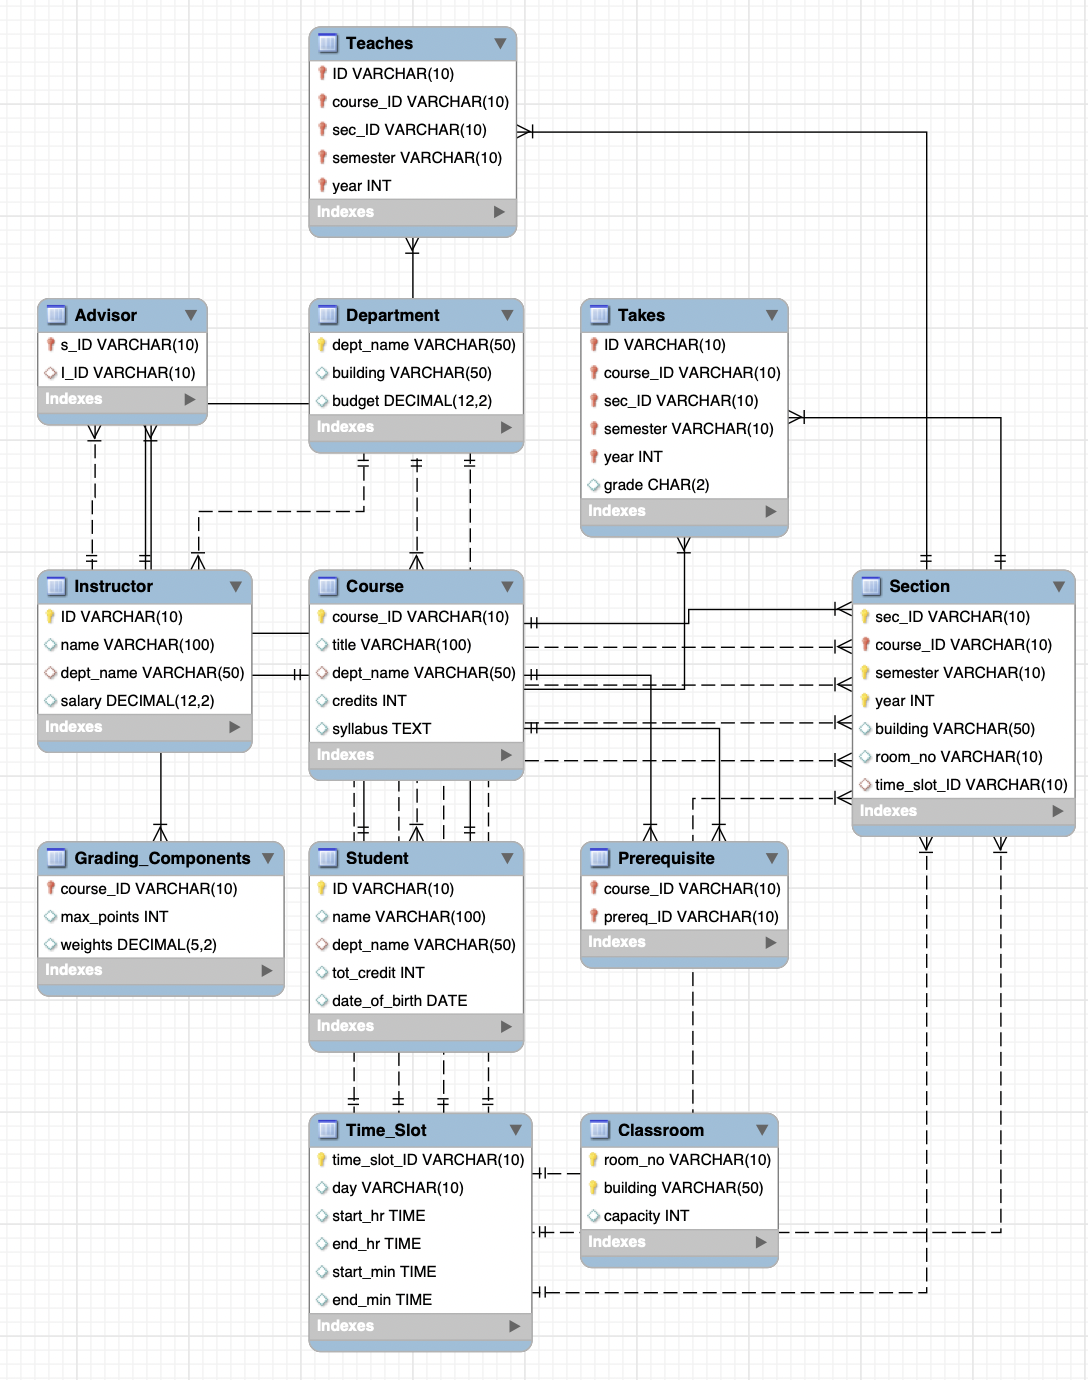 Teaches
ID VARCHAR(10)
course_ID VARCHAR(10)
sec_ID VARCHAR(10)
semester VARCHAR(10)
year INT
Indexes
Advisor
s_ID VARCHAR(10)
I_ID VARCHAR(10)
Indexes
Department
dept_name VARCHAR(50)
building VARCHAR(50)
budget DECIMAL(12,2)
Indexes
Takes
ID VARCHAR(10)
course_ID VARCHAR(10)
sec_ID VARCHAR(10)
semester VARCHAR(10)
year INT
grade CHAR(2)
Indexes
Instructor
ID VARCHAR(10)
name VARCHAR(100)
dept_name VARCHAR(50)
salary DECIMAL(12,2)
Indexes
Course
course_ID VARCHAR(10)
title VARCHAR(100)
dept_name VARCHAR(50)
credits INT
syllabus TEXT
Indexes
Section
sec_ID VARCHAR(10)
course_ID VARCHAR(10)
semester VARCHAR(10)
year INT
building VARCHAR(50)
room_no VARCHAR(10)
time_slot_ID VARCHAR(10)
Indexes
Grading_Components
course_ID VARCHAR(10)
max_points INT
weights DECIMAL(5,2)
Indexes
Student
ID VARCHAR(10)
name VARCHAR(100)
dept_name VARCHAR(50)
tot_credit INT
date_of_birth DATE
Indexes
Prerequisite
course_ID VARCHAR(10)
prereq_ID VARCHAR(10)
Indexes
Time_Slot
time_slot_ID VARCHAR(10)
day VARCHAR(10)
start_hr TIME
end_hr TIME
start_min TIME
end_min TIME
Indexes
Classroom
room_no VARCHAR(10)
building VARCHAR(50)
capacity INT
Indexes